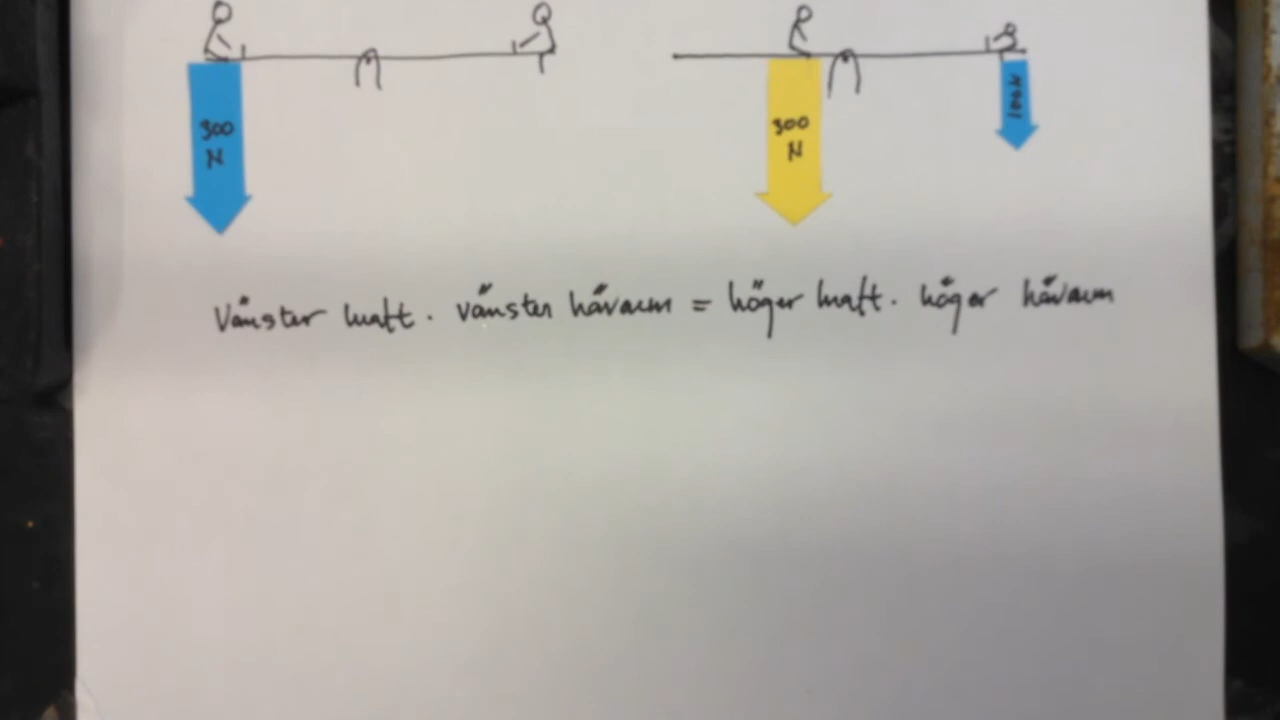 300
N
300
N
100N
Vänster kraft · vänster hävarm = höger kraft · höger hävarm